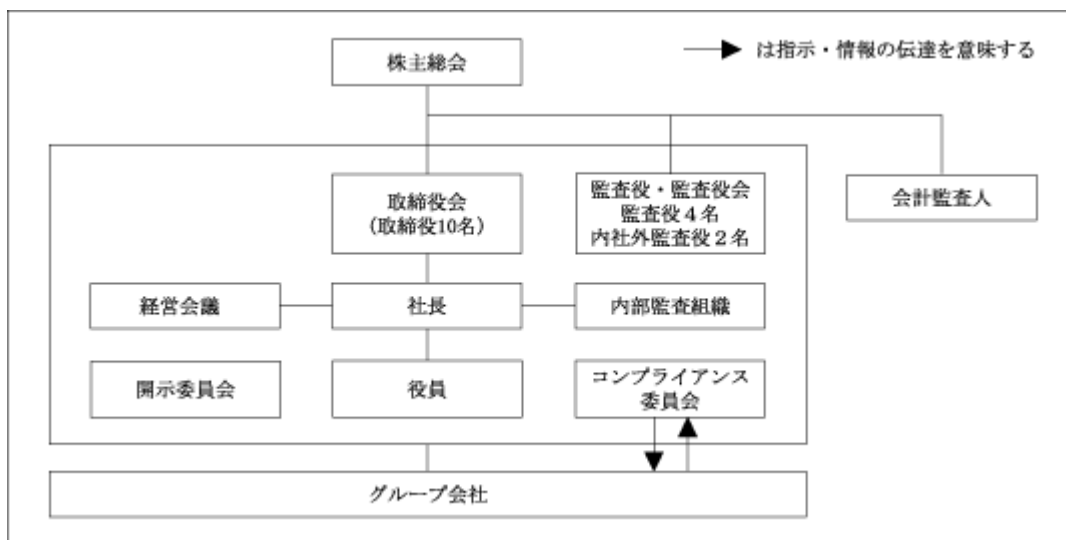 株主総会
は指示・情報の伝達を意味する
取締役会
(取締役10名)
監査役・監査役会
監査役4名
内社外監査役2名
会計監査人
経営会議
社長
内部監査組織
開示委員会
役員
コンプライアンス
委員会
グループ会社